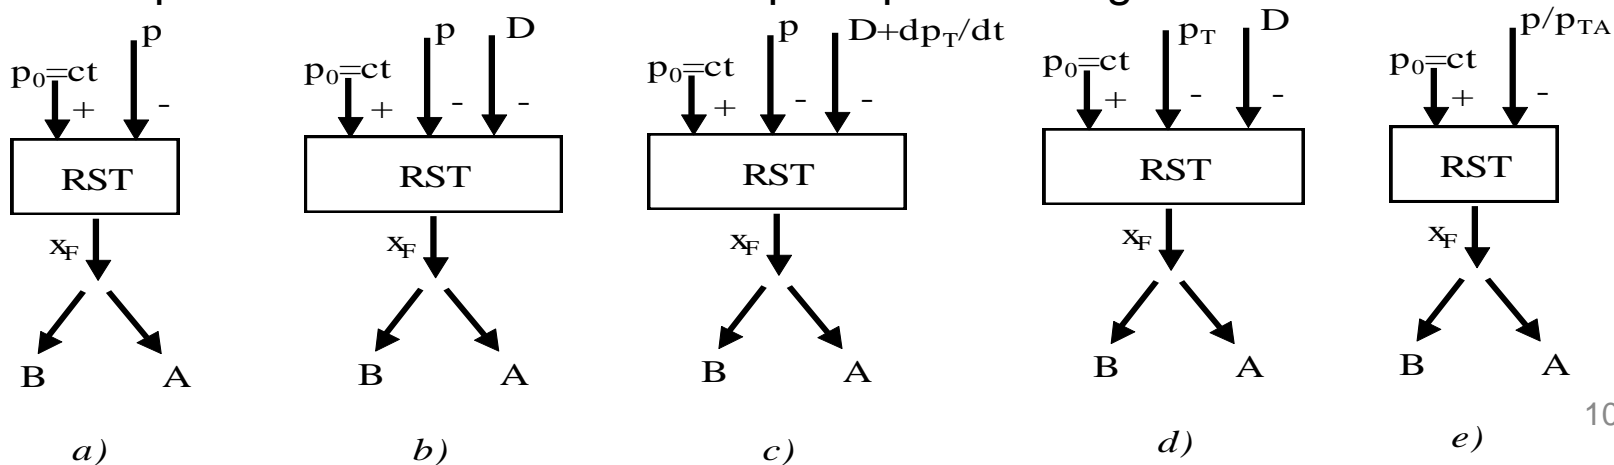 p
p₀=ct
+
-
RST
x_F
B
A
a)
p
D
p₀=ct
+
-
-
RST
x_F
B
A
b)
p
D+dp_T/dt
p₀=ct
+
-
-
RST
x_F
B
A
c)
p_T
D
p₀=ct
+
-
-
RST
x_F
B
A
d)
p/p_TA
p₀=ct
+
-
RST
x_F
B
A
e)
10